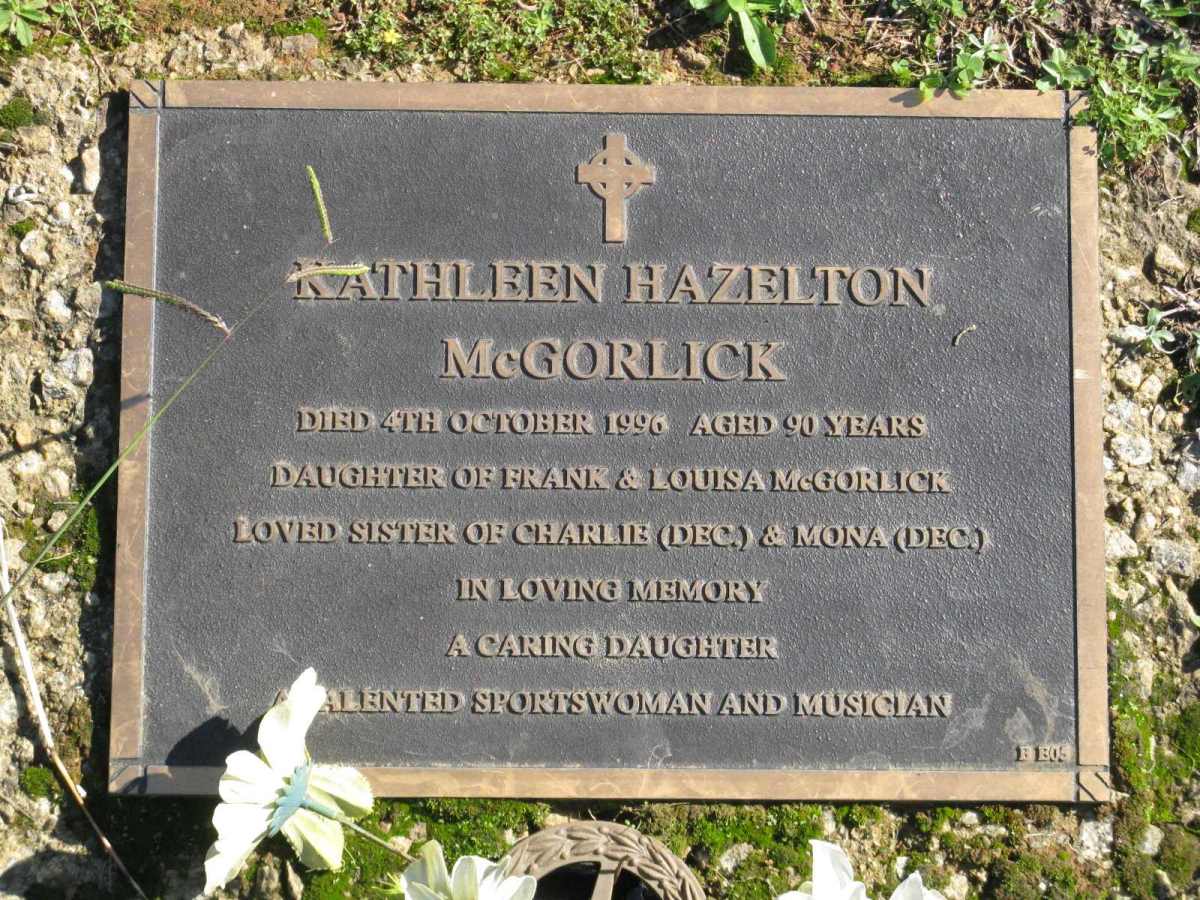 KATHLEEN HAZELTON
McGORLICK
DIED 4TH OCTOBER 1996 AGED 90 YEARS
DAUGHTER OF FRANK & LOUISA McGORLICK
LOVED SISTER OF CHARLIE (DEC.) & MONA (DEC.)
IN LOVING MEMORY
A CARING DAUGHTER
A TALENTED SPORTSWOMAN AND MUSICIAN
F E05